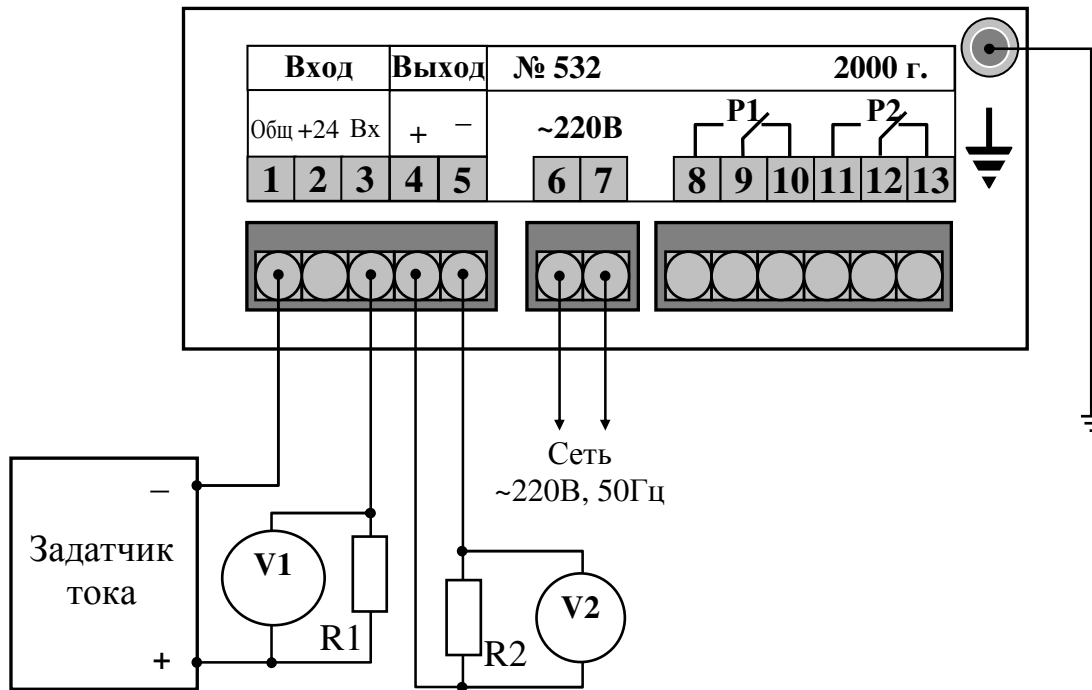 Вход Выход № 532 2000 г.
Общ +24 Вх + – ~220В Р1 Р2
1 2 3 4 5 6 7 8 9 10 11 12 13
Сеть
~220В, 50Гц
–
Задатчик
тока
+
V1
R1
R2
V2